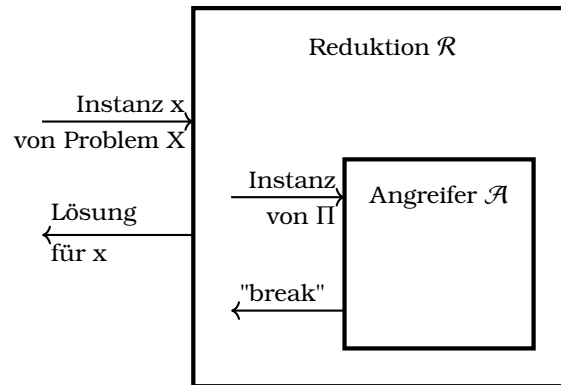 Reduktion ℛ
Instanz x
von Problem X
Instanz
Angreifer 𝒜
von Π
Lösung
für x
"break"